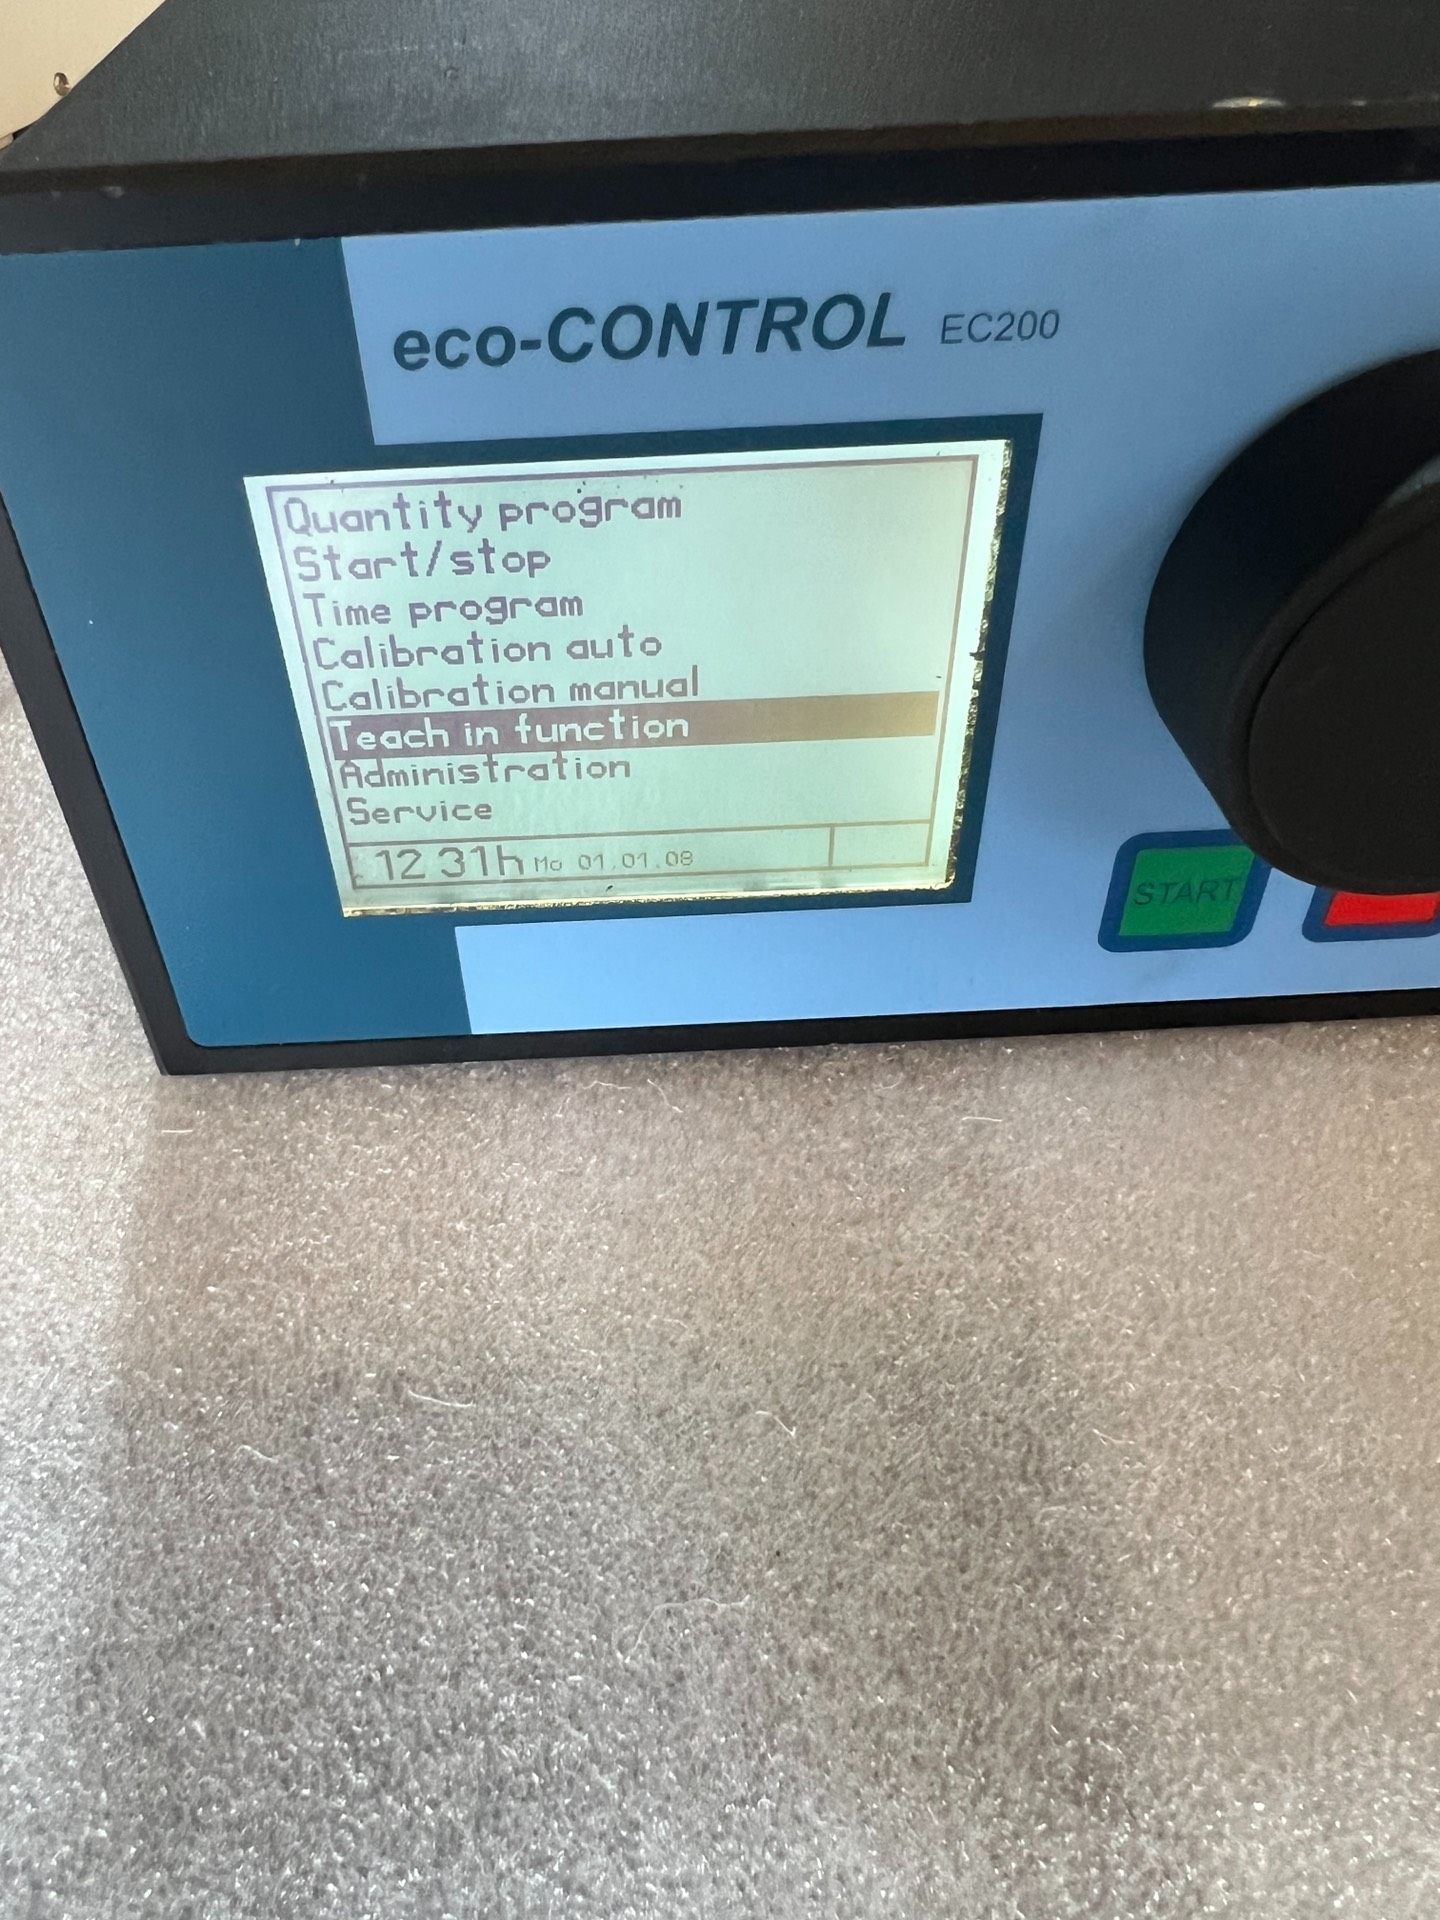 eco-CONTROL EC200
Quantity program
Start/stop
Time program
Calibration auto
Calibration manual
Teach in function
Administration
Service
12 31h Mo 01.01.08
START